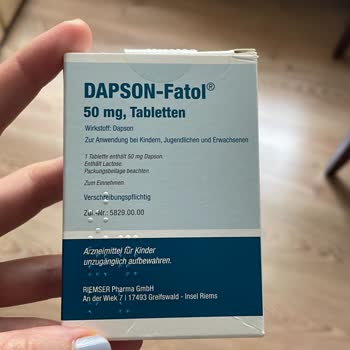 DAPSON-Fatol®
50 mg, Tabletten
Wirkstoff: Dapson
Zur Anwendung bei Kindern, Jugendlichen und Erwachsenen
1 Tablette enthält 50 mg Dapson.
Enthält Lactose.
Packungsbeilage beachten.
Zum Einnehmen
Verschreibungspflichtig
Zul.-Nr.: 5829.00.00
Arzneimittel für Kinder
unzugänglich aufbewahren.
RIEMSER Pharma GmbH
An der Wiek 7 | 17493 Greifswald - Insel Riems